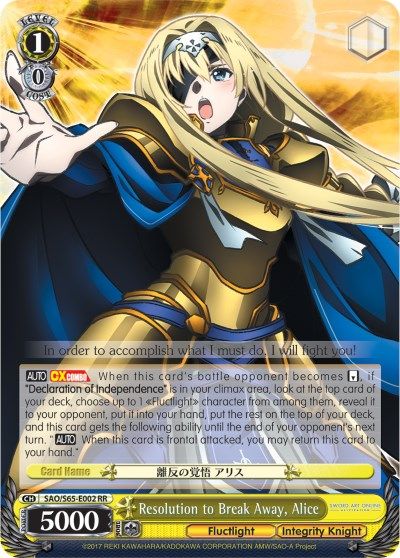 LEVEL
1
0
COST
In order to accomplish what I must do, I will fight you!
AUTO CX COMBO When this card's battle opponent becomes ▼, if
"Declaration of Independence" is in your climax area, look at the top card of
your deck, choose up to 1 «Fluctlight» character from among them, reveal it
to your opponent, put it into your hand, put the rest on the top of your deck,
and this card gets the following ability until the end of your opponent's next
turn. "AUTO When this card is frontal attacked, you may return this card to
your hand."
Card Name 離反の覚悟 アリス
CH SAO/S65-E002 RR
POWER 5000 SOUL
Resolution to Break Away, Alice SWORD ART ONLINE
Fluctlight Integrity Knight
©2017 REKI KAWAHARA/KADOKAWA CORPORATION AMW/SAO-A Project